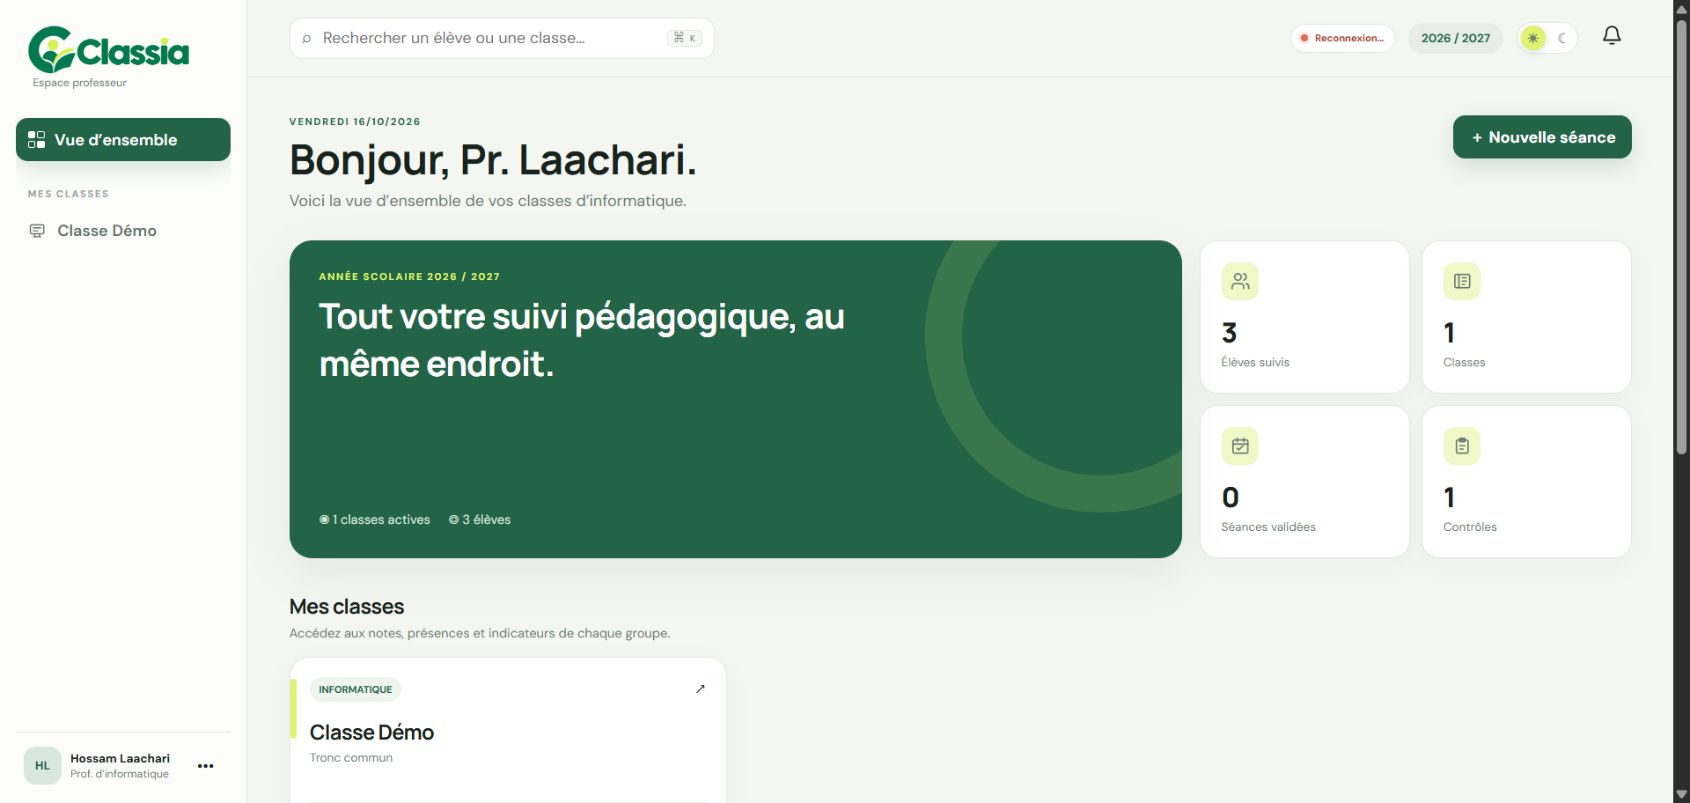 Classia
Espace professeur
Rechercher un élève ou une classe...
⌘ K
Reconnexion...
2026 / 2027
Vue d’ensemble
MES CLASSES
Classe Démo
VENDREDI 16/10/2026
Bonjour, Pr. Laachari.
Voici la vue d’ensemble de vos classes d’informatique.
+ Nouvelle séance
ANNÉE SCOLAIRE 2026 / 2027
Tout votre suivi pédagogique, au
même endroit.
◉ 1 classes actives ◎ 3 élèves
3
Élèves suivis
1
Classes
0
Séances validées
1
Contrôles
Mes classes
Accédez aux notes, présences et indicateurs de chaque groupe.
INFORMATIQUE
↗
Classe Démo
Tronc commun
HL
Hossam Laachari
Prof. d’informatique
•••